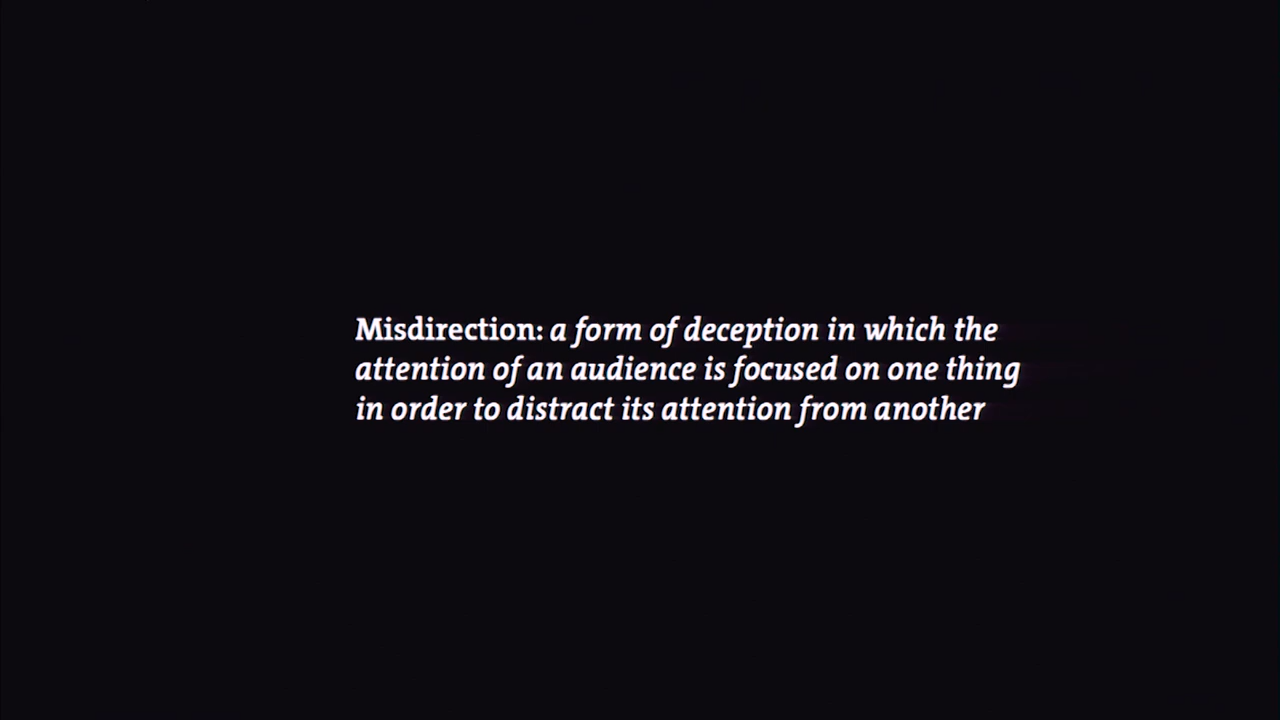 Misdirection: a form of deception in which the
attention of an audience is focused on one thing
in order to distract its attention from another